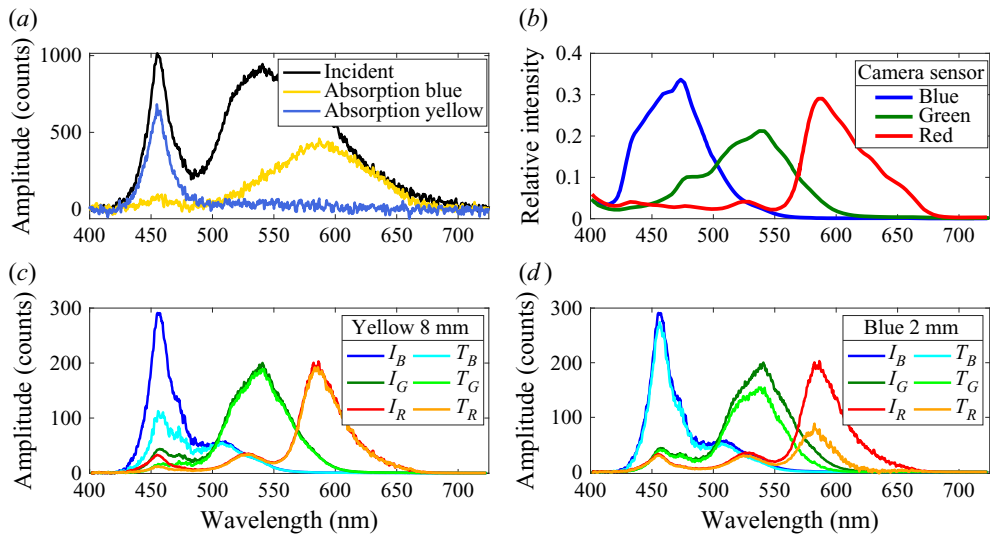 (a)
Amplitude (counts)
1000
500
0
Incident
Absorption blue
Absorption yellow
400 450 500 550 600 650 700
(b)
Relative intensity
0.4
0.3
0.2
0.1
0
Camera sensor
Blue
Green
Red
400 450 500 550 600 650 700
(c)
Amplitude (counts)
300
200
100
0
Yellow 8 mm
I_B T_B
I_G T_G
I_R T_R
400 450 500 550 600 650 700
Wavelength (nm)
(d)
Amplitude (counts)
300
200
100
0
Blue 2 mm
I_B T_B
I_G T_G
I_R T_R
400 450 500 550 600 650 700
Wavelength (nm)